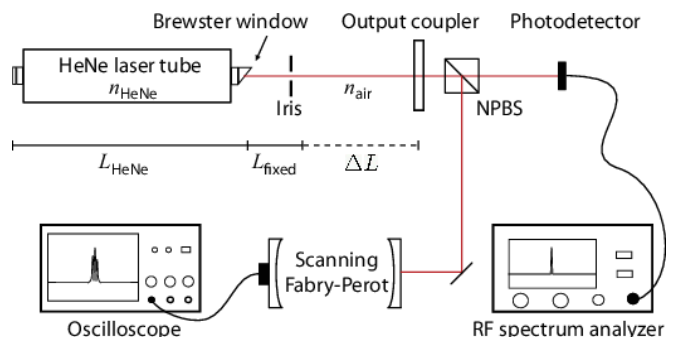 Brewster window
Output coupler
Photodetector
HeNe laser tube
n_HeNe
Iris
n_air
NPBS
L_HeNe
L_fixed
ΔL
Scanning
Fabry-Perot
Oscilloscope
RF spectrum analyzer